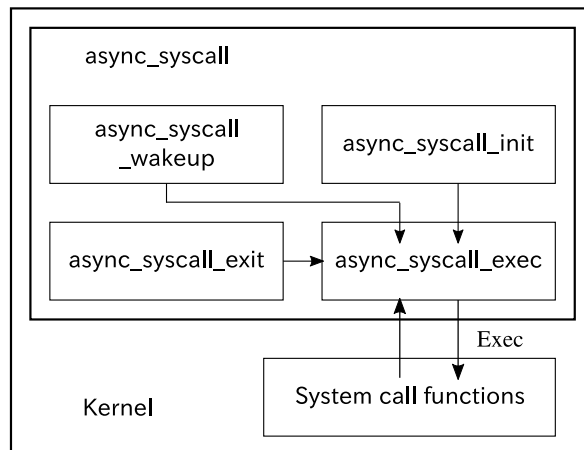 async_syscall
async_syscall
_wakeup
async_syscall_init
async_syscall_exit
async_syscall_exec
Exec
System call functions
Kernel